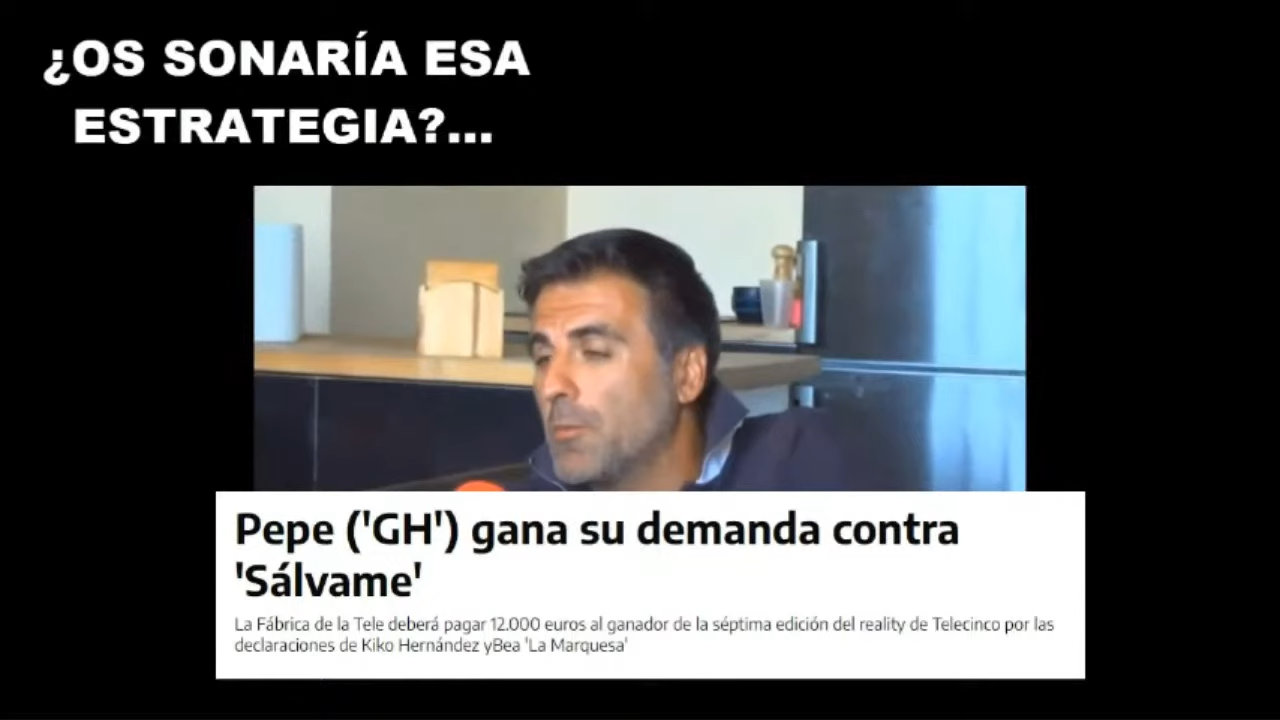 ¿OS SONARÍA ESA
ESTRATEGIA?...
Pepe ('GH') gana su demanda contra
'Sálvame'
La Fábrica de la Tele deberá pagar 12.000 euros al ganador de la séptima edición del reality de Telecinco por las
declaraciones de Kiko Hernández yBea 'La Marquesa'